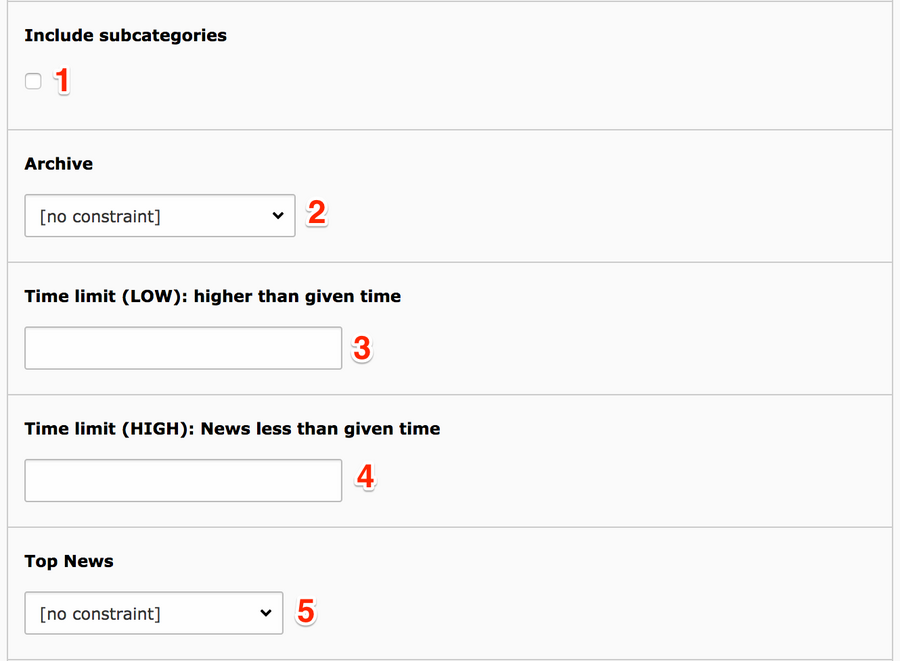 Include subcategories
1
Archive
[no constraint] 2
Time limit (LOW): higher than given time
3
Time limit (HIGH): News less than given time
4
Top News
[no constraint] 5